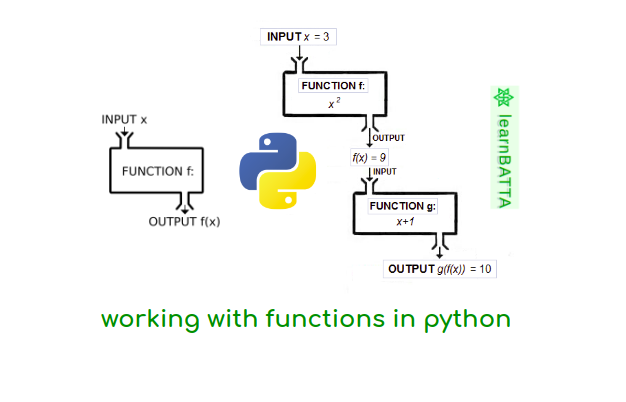 INPUT x
FUNCTION f:
OUTPUT f(x)
INPUT x = 3
FUNCTION f:
x²
OUTPUT
f(x) = 9
INPUT
FUNCTION g:
x+1
OUTPUT g(f(x)) = 10
learnBATTA
working with functions in python